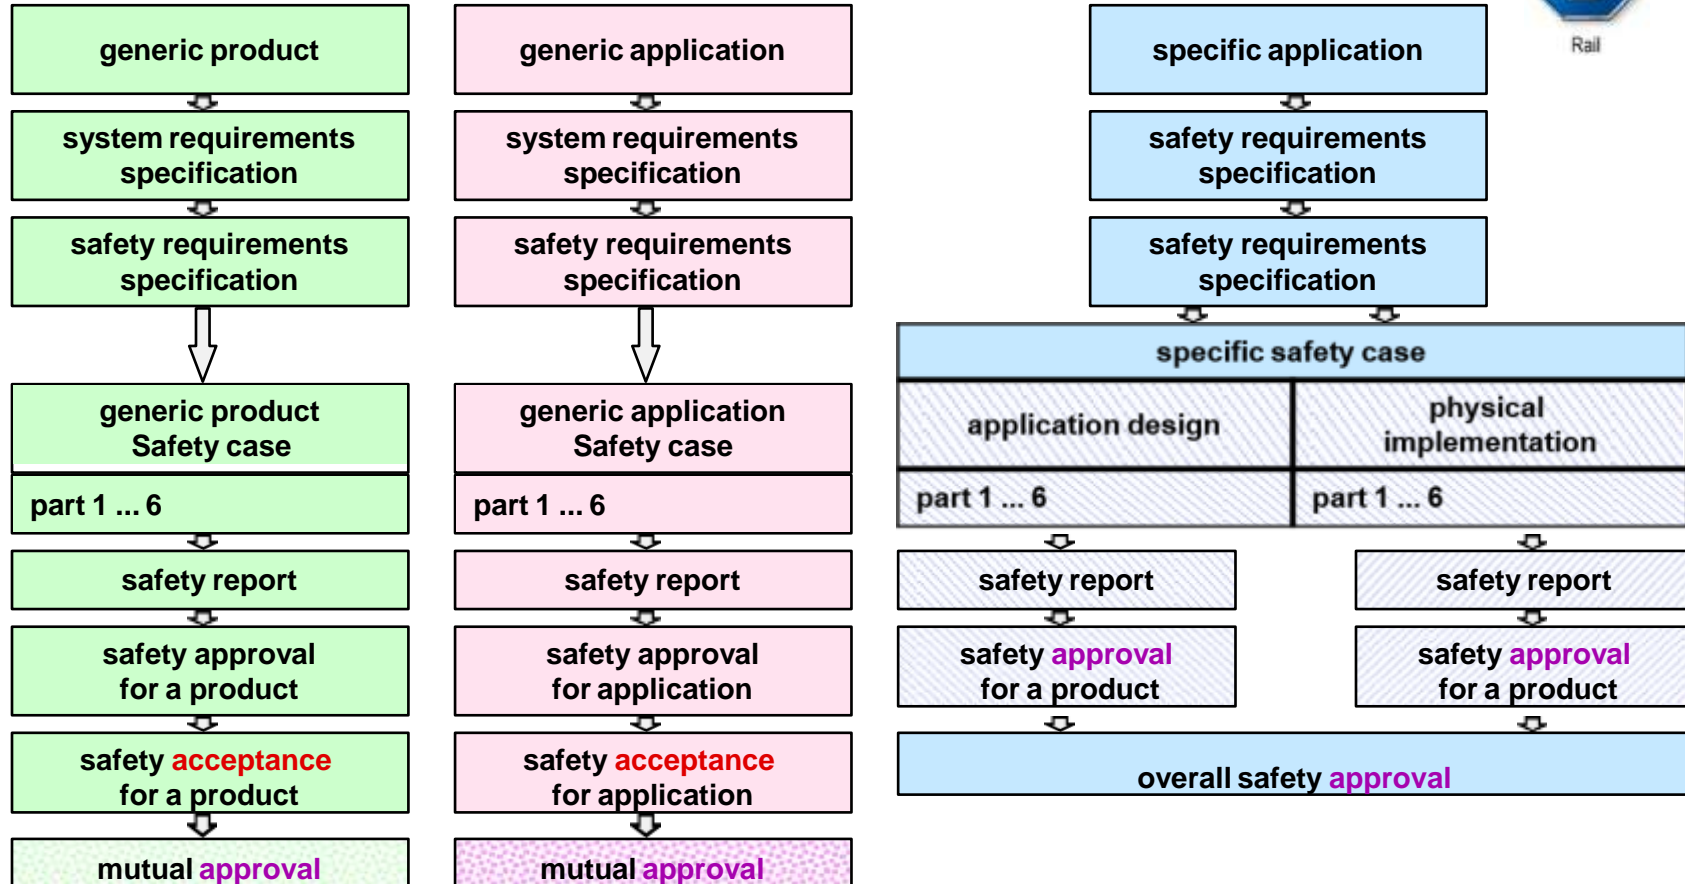 generic product
system requirements
specification
safety requirements
specification
generic product
Safety case
part 1 ... 6
safety report
safety approval
for a product
safety acceptance
for a product
mutual approval
generic application
system requirements
specification
safety requirements
specification
generic application
Safety case
part 1 ... 6
safety report
safety approval
for application
safety acceptance
for application
mutual approval
specific application
safety requirements
specification
safety requirements
specification
specific safety case
application design
part 1 ... 6
physical
implementation
part 1 ... 6
safety report
safety approval
for a product
safety report
safety approval
for a product
overall safety approval
Rail